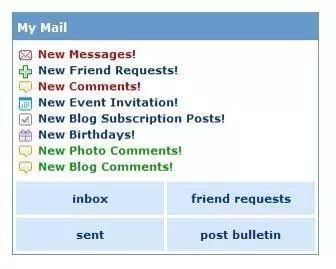 My Mail
New Messages!
New Friend Requests!
New Comments!
New Event Invitation!
New Blog Subscription Posts!
New Birthdays!
New Photo Comments!
New Blog Comments!
inbox friend requests
sent post bulletin